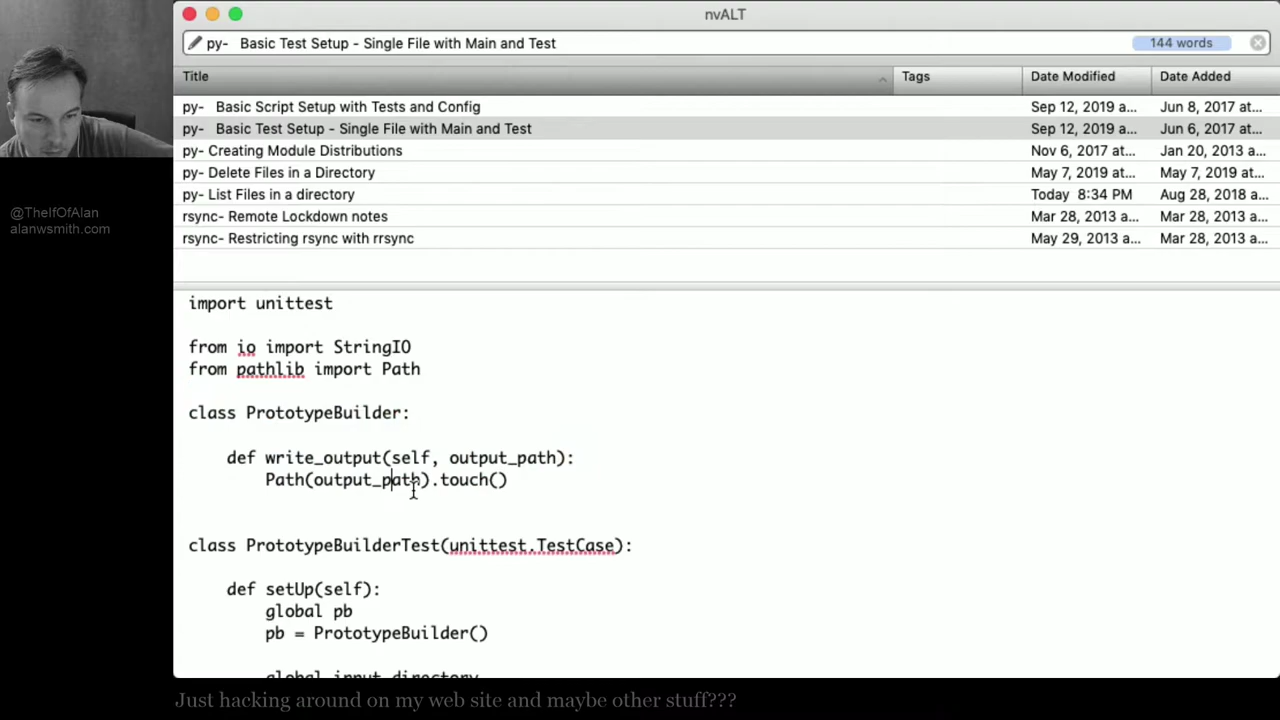 nvALT
py-  Basic Test Setup - Single File with Main and Test
144 words
Title
Tags
Date Modified
Date Added
py-  Basic Script Setup with Tests and Config
Sep 12, 2019 a...
Jun 8, 2017 at...
py-  Basic Test Setup - Single File with Main and Test
Sep 12, 2019 a...
Jun 6, 2017 at...
py- Creating Module Distributions
Nov 6, 2017 at...
Jan 20, 2013 a...
py- Delete Files in a Directory
May 7, 2019 at...
May 7, 2019 at...
py- List Files in a directory
Today  8:34 PM
Aug 28, 2018 a...
rsync- Remote Lockdown notes
Mar 28, 2013 a...
Mar 28, 2013 a...
rsync- Restricting rsync with rrsync
May 29, 2013 a...
Mar 28, 2013 a...
@TheIfOfAlan
alanwsmith.com
import unittest
from io import StringIO
from pathlib import Path
class PrototypeBuilder:
def write_output(self, output_path):
Path(output_path).touch()
class PrototypeBuilderTest(unittest.TestCase):
def setUp(self):
global pb
pb = PrototypeBuilder()
global input_directory
Just hacking around on my web site and maybe other stuff???